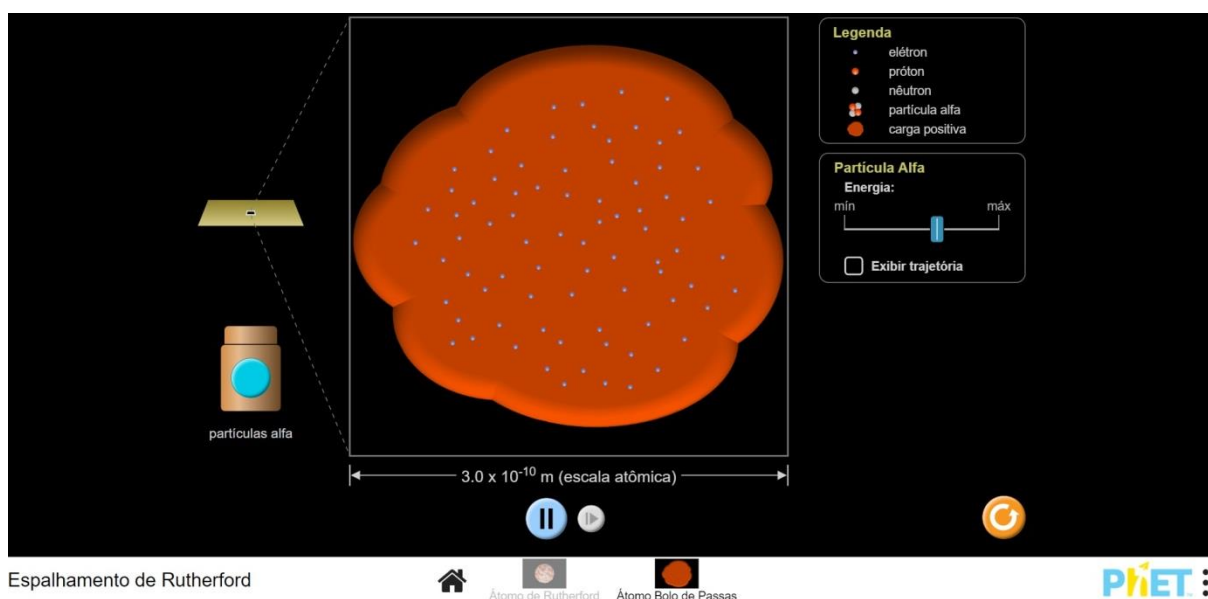 Legenda
elétron
próton
nêutron
partícula alfa
carga positiva
Partícula Alfa
Energia:
mín máx
Exibir trajetória
partículas alfa
3.0 x 10⁻¹⁰ m (escala atômica)
Espalhamento de Rutherford
Átomo de Rutherford
Átomo Bolo de Passas
PhET